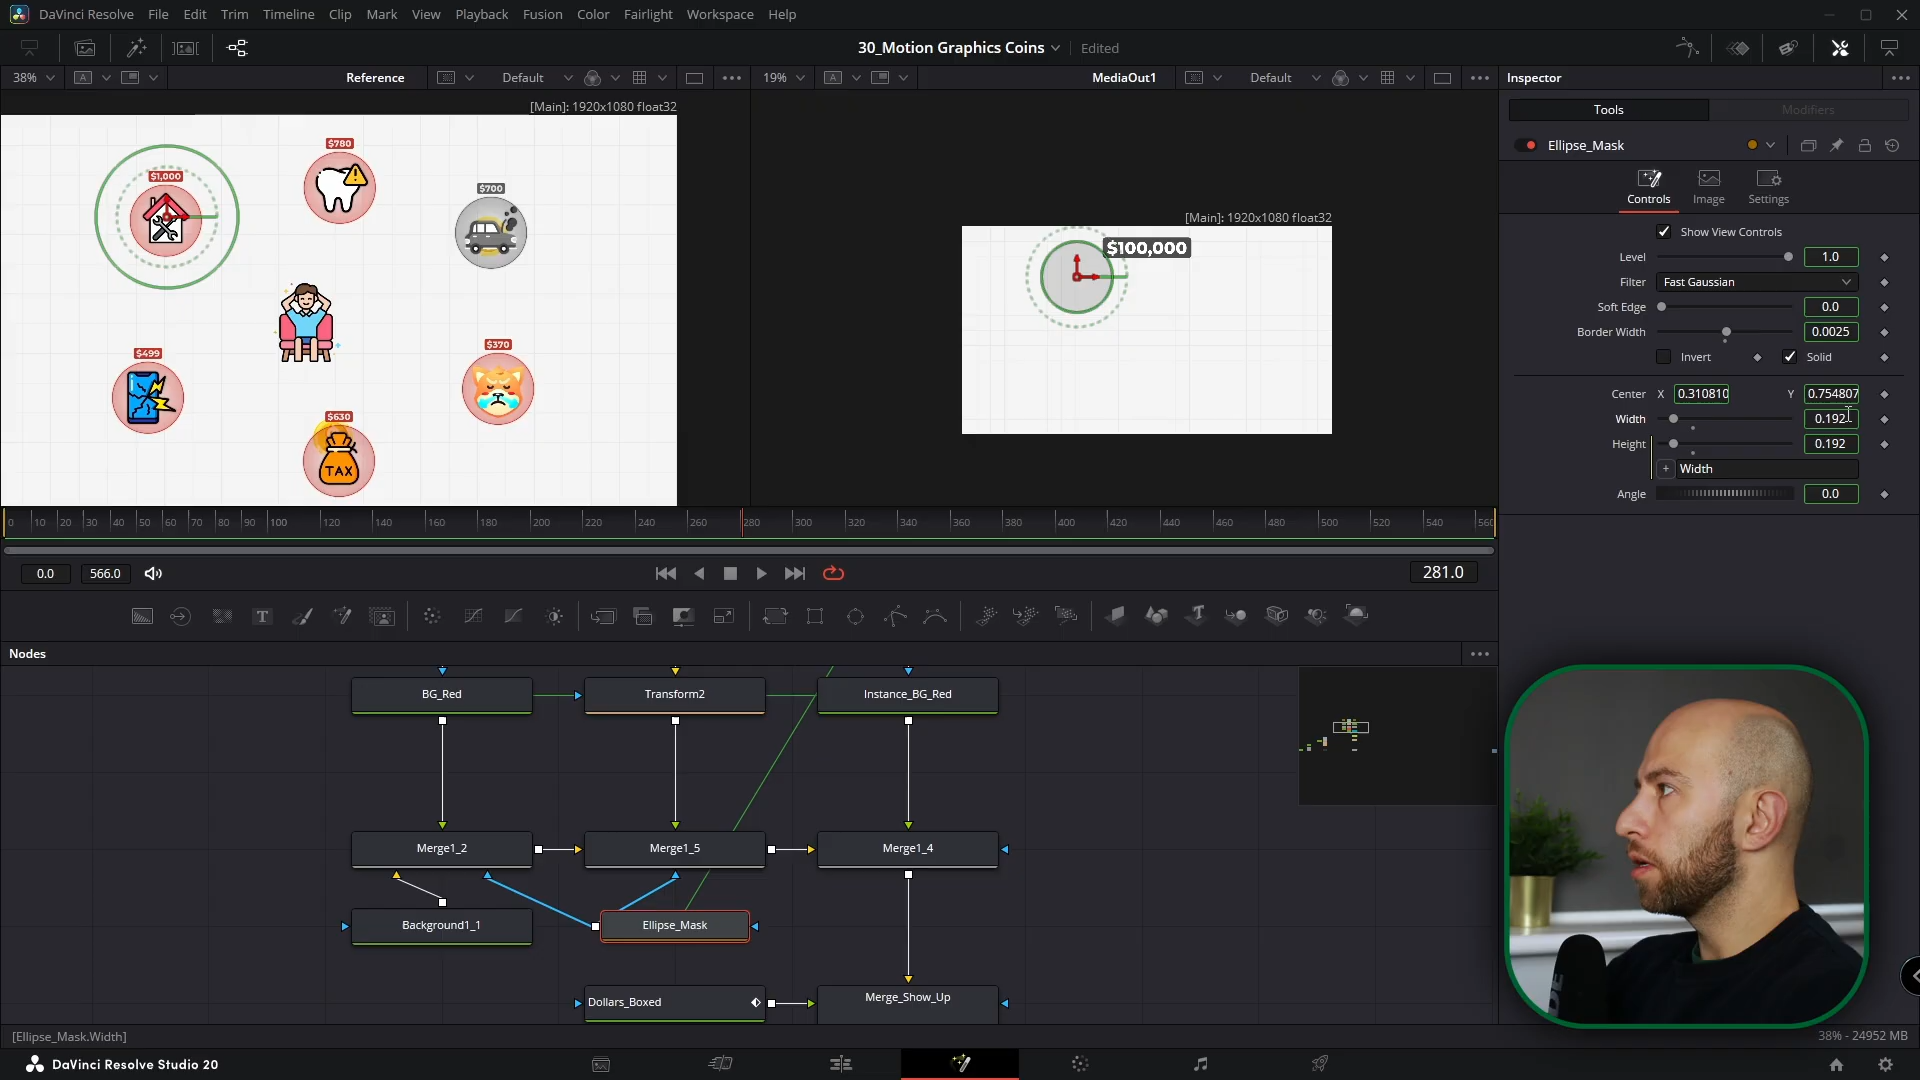 DaVinci Resolve File Edit Trim Timeline Clip Mark View Playback Fusion Color Fairlight Workspace Help
30_Motion Graphics Coins Edited
38% A Reference Default 19% A MediaOut1 Default Inspector
[Main]: 1920x1080 float32
Tools Modifiers
Ellipse_Mask
Controls Image Settings
$780
$1,000
$700
$499
$370
$630
TAX
[Main]: 1920x1080 float32
$100,000
Show View Controls
Level 1.0
Filter Fast Gaussian
Soft Edge 0.0
Border Width 0.0025
Invert Solid
Center X 0.310810 Y 0.754807
Width 0.192
Height 0.192
+ Width
Angle 0.0
0 10 20 30 40 50 60 70 80 90 100 120 140 160 180 200 220 240 260 280 300 320 340 360 380 400 420 440 460 480 500 520 540 560
0.0 566.0 281.0
T
Nodes
BG_Red Transform2 Instance_BG_Red
Merge1_2 Merge1_5 Merge1_4
Background1_1 Ellipse_Mask
Dollars_Boxed Merge_Show_Up
[Ellipse_Mask.Width] 38% - 24952 MB
DaVinci Resolve Studio 20